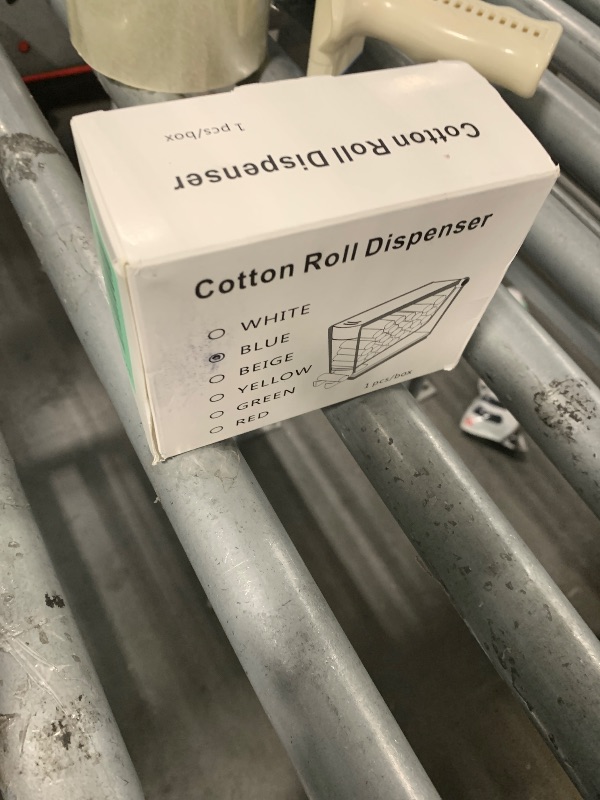 1 pcs/box
Cotton Roll Dispenser
Cotton Roll Dispenser
WHITE
BLUE
BEIGE
YELLOW
GREEN
RED
1 pcs/box